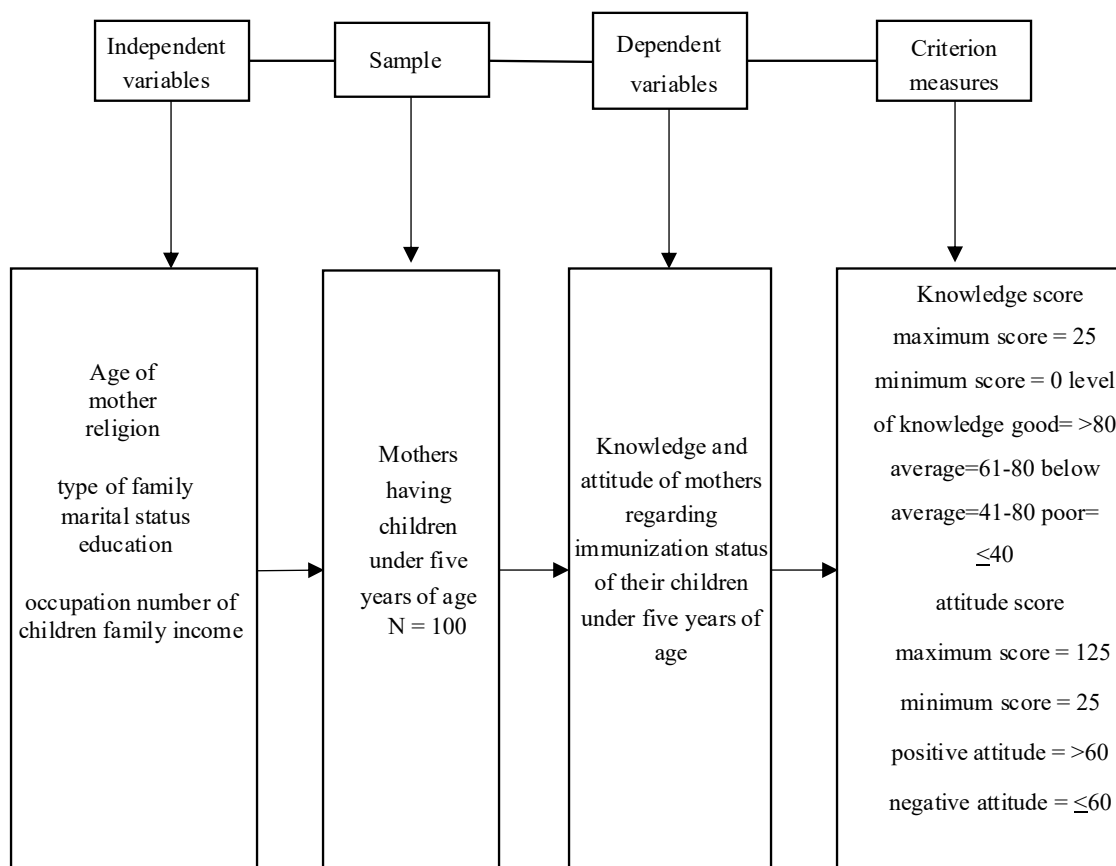 Independent
variables
Sample
Dependent
variables
Criterion
measures
Age of
mother
religion
type of family
marital status
education
occupation number of
children family income
Mothers
having
children
under five
years of age
N = 100
Knowledge and
attitude of mothers
regarding
immunization status
of their children
under five years of
age
Knowledge score
maximum score = 25
minimum score = 0 level
of knowledge good= >80
average=61-80 below
average=41-80 poor=
≤40
attitude score
maximum score = 125
minimum score = 25
positive attitude = >60
negative attitude = ≤60